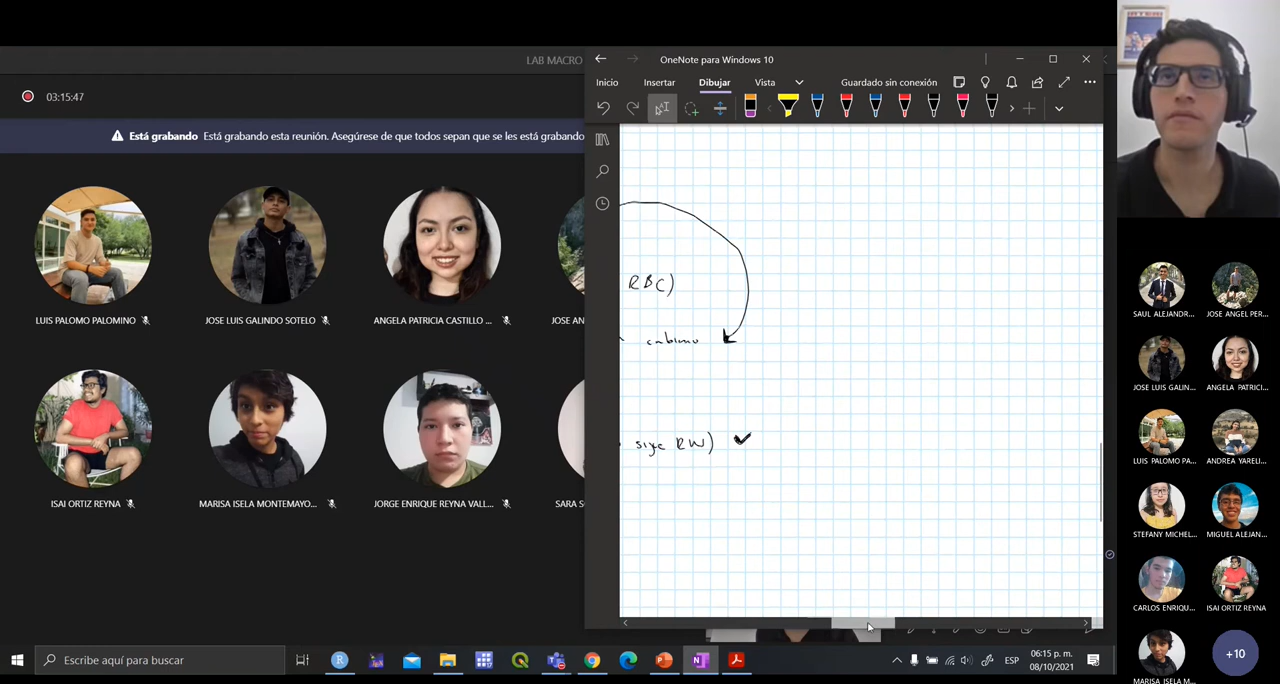 LAB MACRO
OneNote para Windows 10
Inicio Insertar Dibujar Vista Guardado sin conexión
03:15:47
Está grabando Está grabando esta reunión. Asegúrese de que todos sepan que se les está grabando
RBC)
size RW)
LUIS PALOMO PALOMINO
JOSE LUIS GALINDO SOTELO
ANGELA PATRICIA CASTILLO ...
JOSE AN
ISAI ORTIZ REYNA
MARISA ISELA MONTEMAYO...
JORGE ENRIQUE REYNA VALL...
SARA S
SAUL ALEJANDR...
JOSE ANGEL PER...
JOSE LUIS GALIN...
ANGELA PATRICI...
LUIS PALOMO PA...
ANDREA YARELI...
STEFANY MICHEL...
MIGUEL ALEJAN...
CARLOS ENRIQU...
ISAI ORTIZ REYNA
MARISA ISELA M...
+10
Escribe aquí para buscar
ESP
06:15 p. m.
08/10/2021